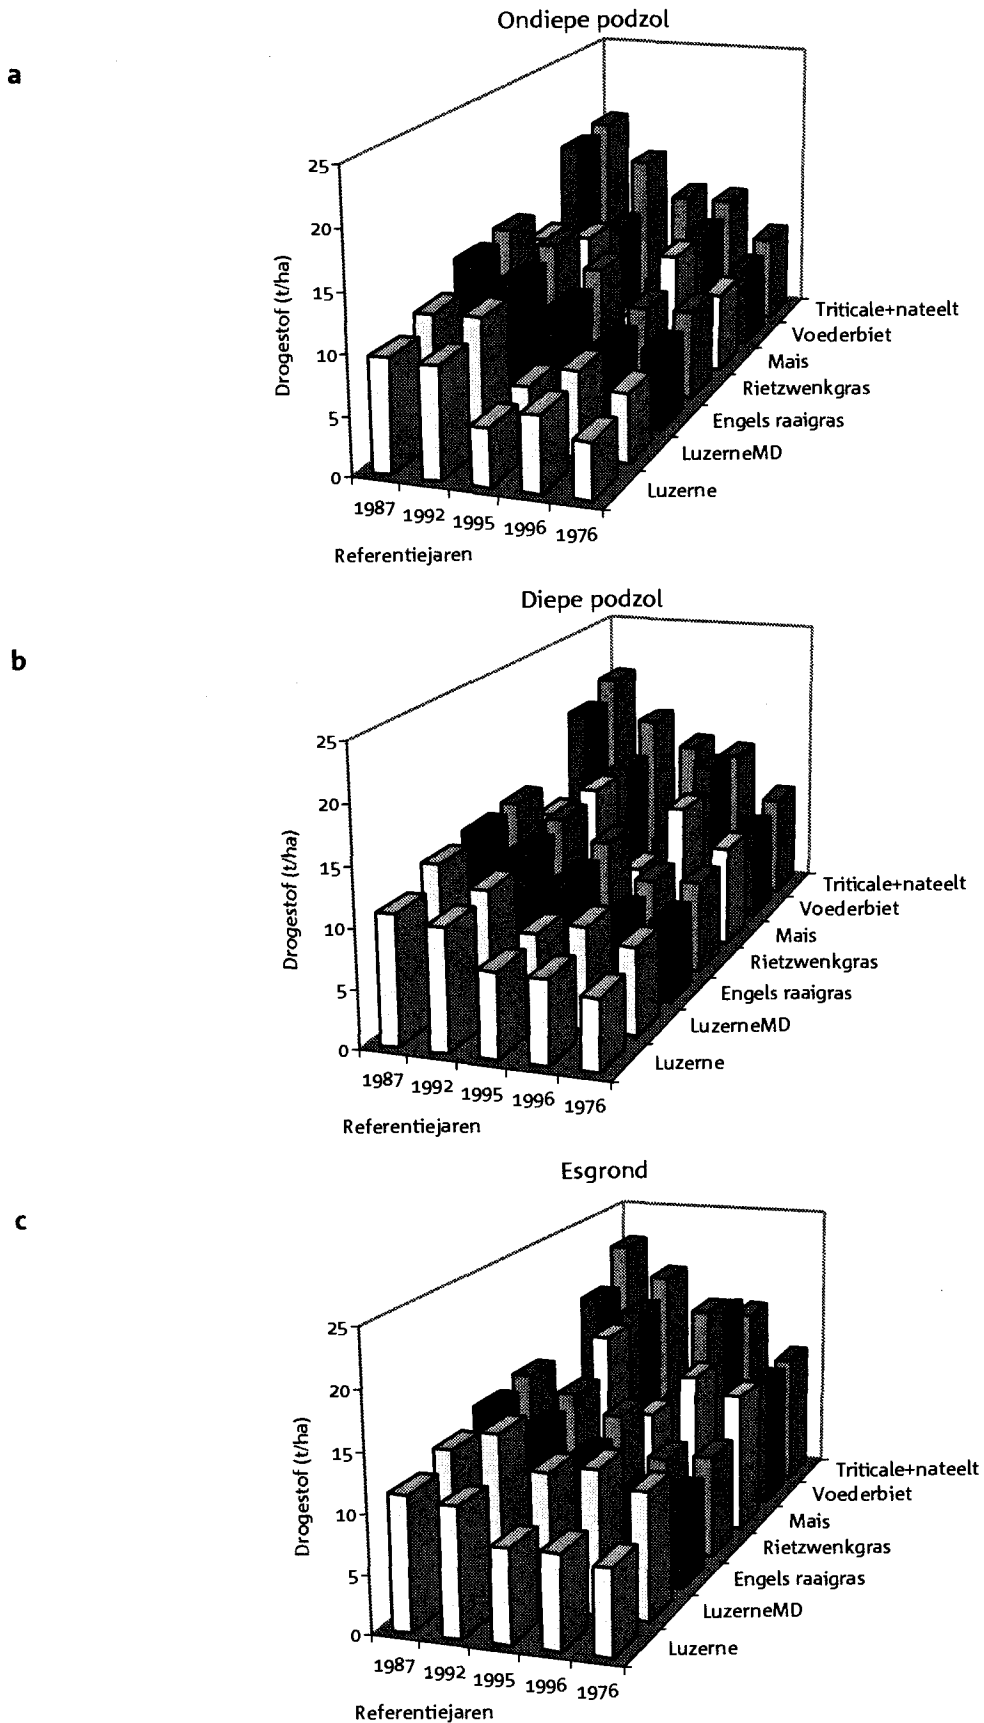 Ondiepe podzol
a
25
20
15
10
5
0
Drogestof (t/ha)
Triticale+nateelt
Voederbiet
Mais
Rietzwenkgras
Engels raaigras
LuzerneMD
Luzerne
1987 1992 1995 1996 1976
Referentiejaren
Diepe podzol
b
25
20
15
10
5
0
Drogestof (t/ha)
Triticale+nateelt
Voederbiet
Mais
Rietzwenkgras
Engels raaigras
LuzerneMD
Luzerne
1987 1992 1995 1996 1976
Referentiejaren
Esgrond
c
25
20
15
10
5
0
Drogestof (t/ha)
Triticale+nateelt
Voederbiet
Mais
Rietzwenkgras
Engels raaigras
LuzerneMD
Luzerne
1987 1992 1995 1996 1976
Referentiejaren